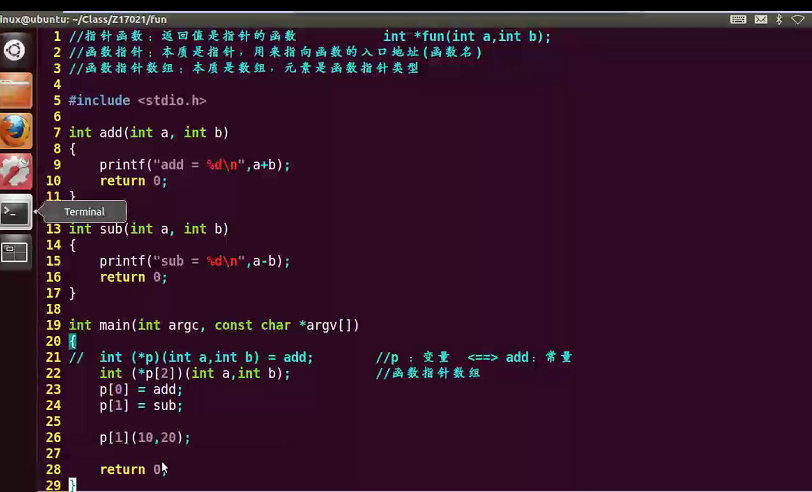 inux@ubuntu: ~/Class/Z17021/fun
1 //指针函数：返回值是指针的函数 int *fun(int a,int b);
2 //函数指针：本质是指针，用来指向函数的入口地址(函数名)
3 //函数指针数组：本质是数组，元素是函数指针类型
4
5 #include <stdio.h>
6
7 int add(int a, int b)
8 {
9 printf("add = %d\n",a+b);
10 return 0;
11 }
Terminal
13 int sub(int a, int b)
14 {
15 printf("sub = %d\n",a-b);
16 return 0;
17 }
18
19 int main(int argc, const char *argv[])
20 {
21 // int (*p)(int a,int b) = add; //p ：变量 <==> add：常量
22 int (*p[2])(int a,int b); //函数指针数组
23 p[0] = add;
24 p[1] = sub;
25
26 p[1](10,20);
27
28 return 0;
29 }